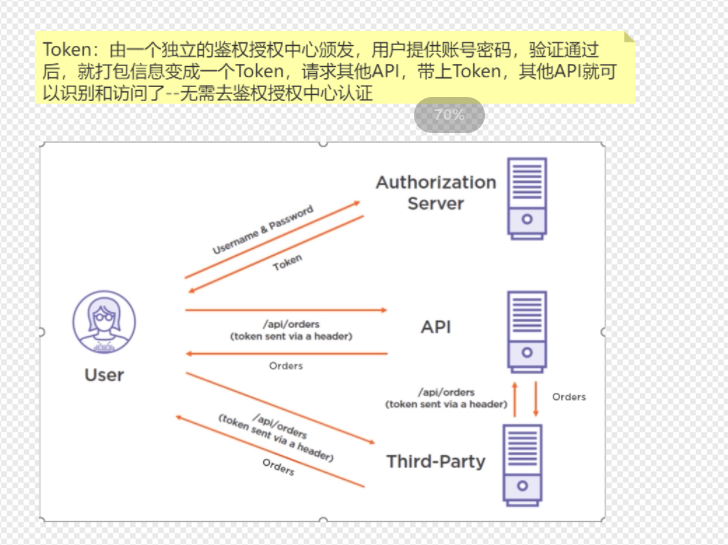 Token：由一个独立的鉴权授权中心颁发，用户提供账号密码，验证通过
后，就打包信息变成一个Token，请求其他API，带上Token，其他API就可
以识别和访问了--无需去鉴权授权中心认证
70%
Authorization
Server
Username & Password
Token
/api/orders
(token sent via a header)
API
Orders
User
/api/orders
(token sent via a header)
Orders
/api/orders
(token sent via a header)
Orders
Third-Party